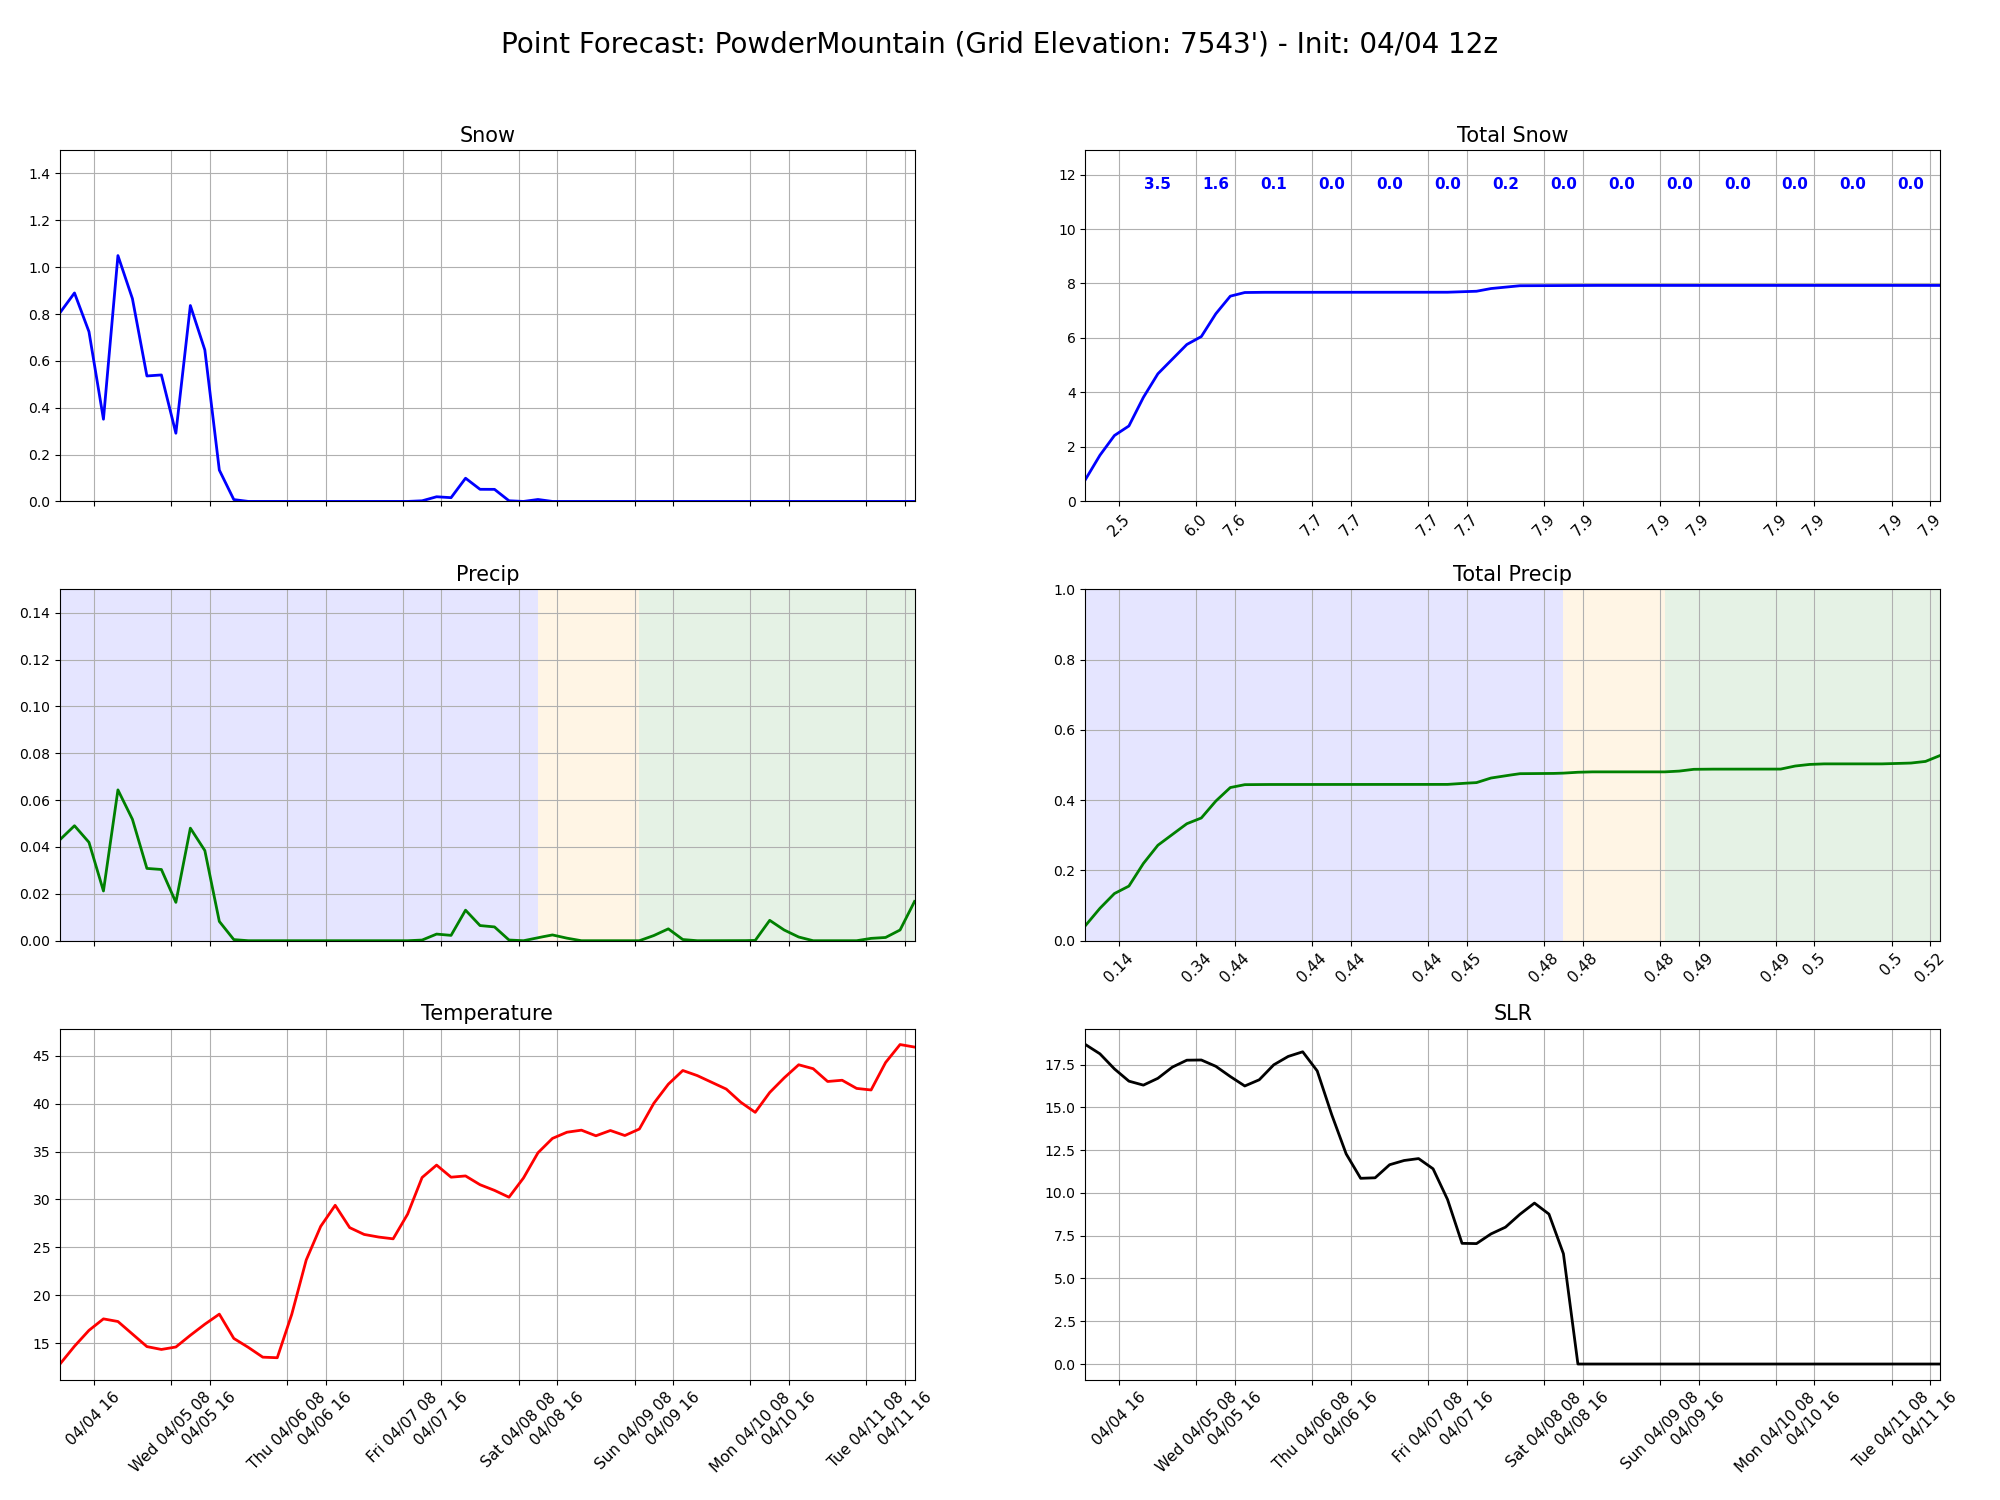 Point Forecast: PowderMountain (Grid Elevation: 7543') - Init: 04/04 12z
Snow
1.4
1.2
1.0
0.8
0.6
0.4
0.2
0.0
Total Snow
12
10
8
6
4
2
0
3.5 1.6 0.1 0.0 0.0 0.0 0.2 0.0 0.0 0.0 0.0 0.0 0.0 0.0
2.5 6.0 7.6 7.7 7.7 7.7 7.7 7.9 7.9 7.9 7.9 7.9 7.9 7.9 7.9
Precip
0.14
0.12
0.10
0.08
0.06
0.04
0.02
0.00
Total Precip
1.0
0.8
0.6
0.4
0.2
0.0
0.14 0.34 0.44 0.44 0.44 0.44 0.45 0.48 0.48 0.48 0.49 0.49 0.5 0.5 0.52
Temperature
45
40
35
30
25
20
15
04/04 16
Wed 04/05 08
04/05 16
Thu 04/06 08
04/06 16
Fri 04/07 08
04/07 16
Sat 04/08 08
04/08 16
Sun 04/09 08
04/09 16
Mon 04/10 08
04/10 16
Tue 04/11 08
04/11 16
SLR
17.5
15.0
12.5
10.0
7.5
5.0
2.5
0.0
04/04 16
Wed 04/05 08
04/05 16
Thu 04/06 08
04/06 16
Fri 04/07 08
04/07 16
Sat 04/08 08
04/08 16
Sun 04/09 08
04/09 16
Mon 04/10 08
04/10 16
Tue 04/11 08
04/11 16